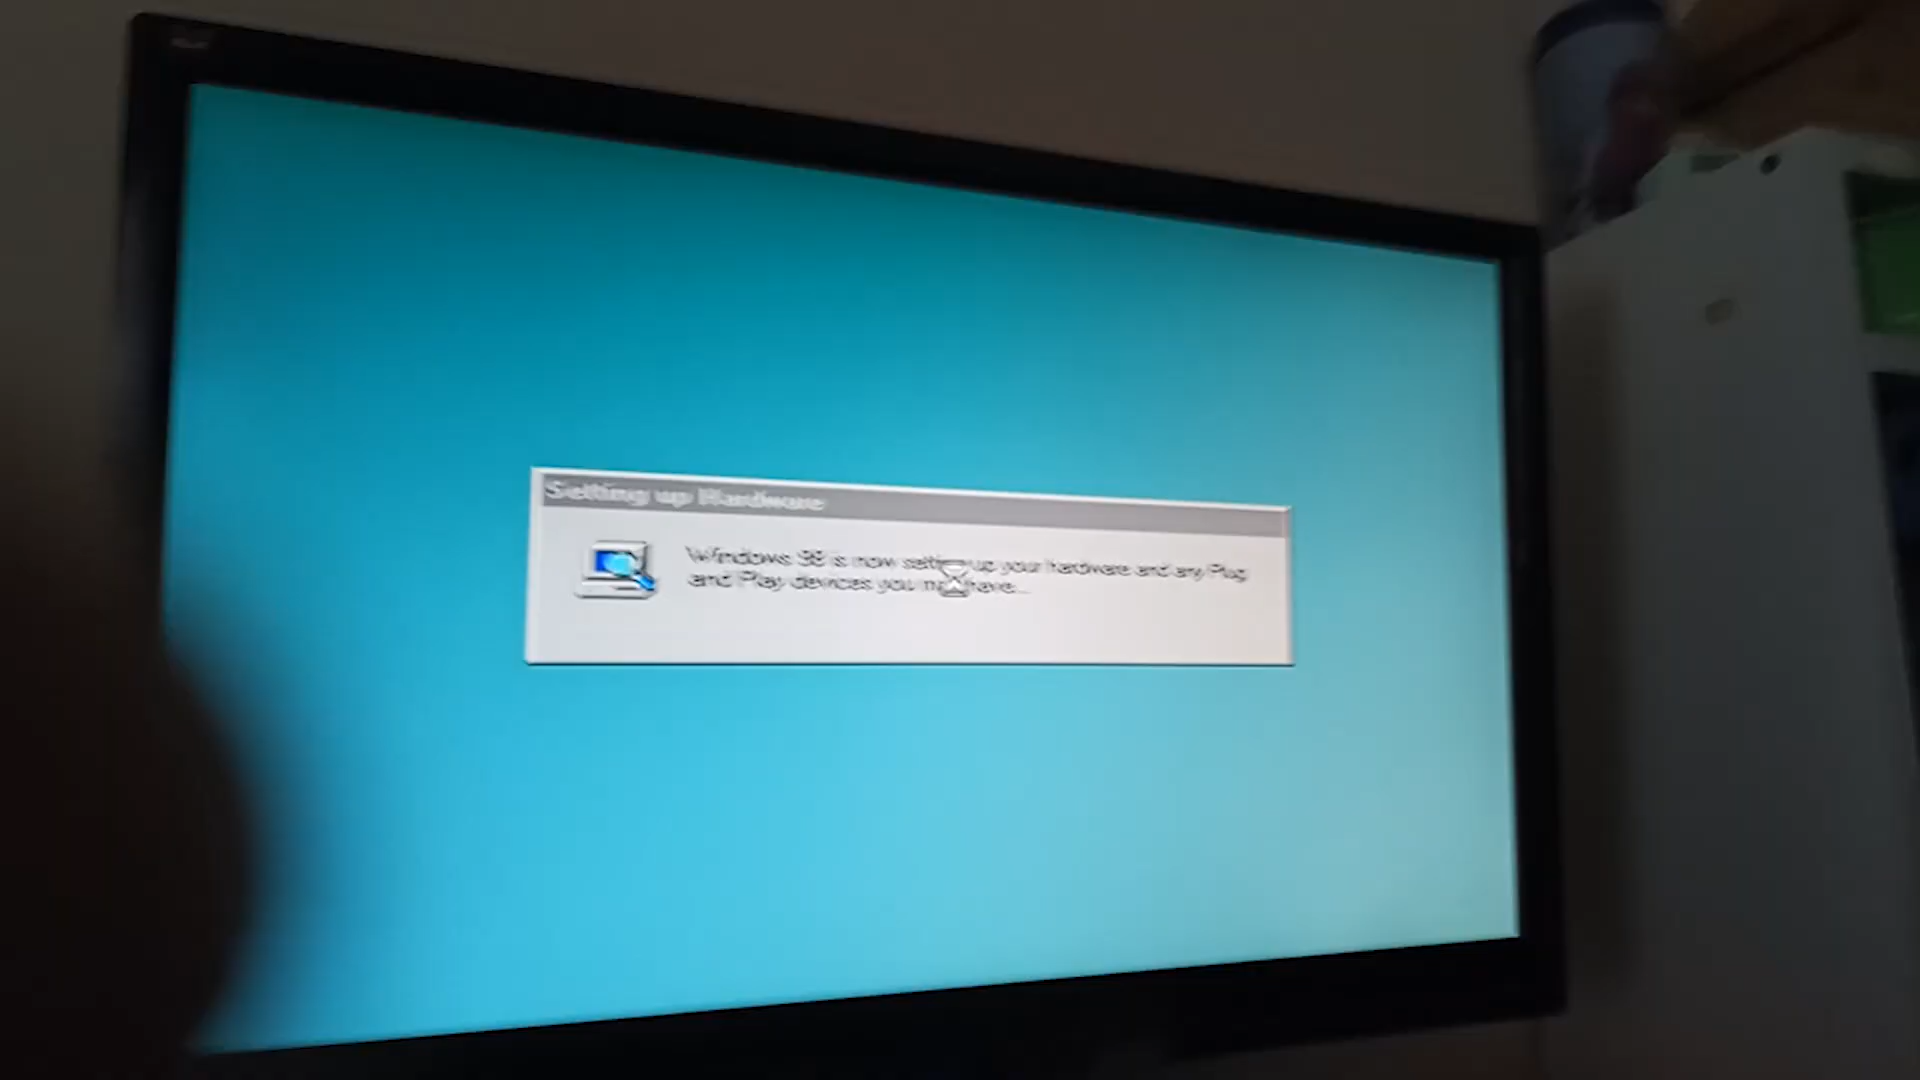 Setting up Hardware
Windows 98 is now setting up your hardware and any Plug
and Play devices you may have...